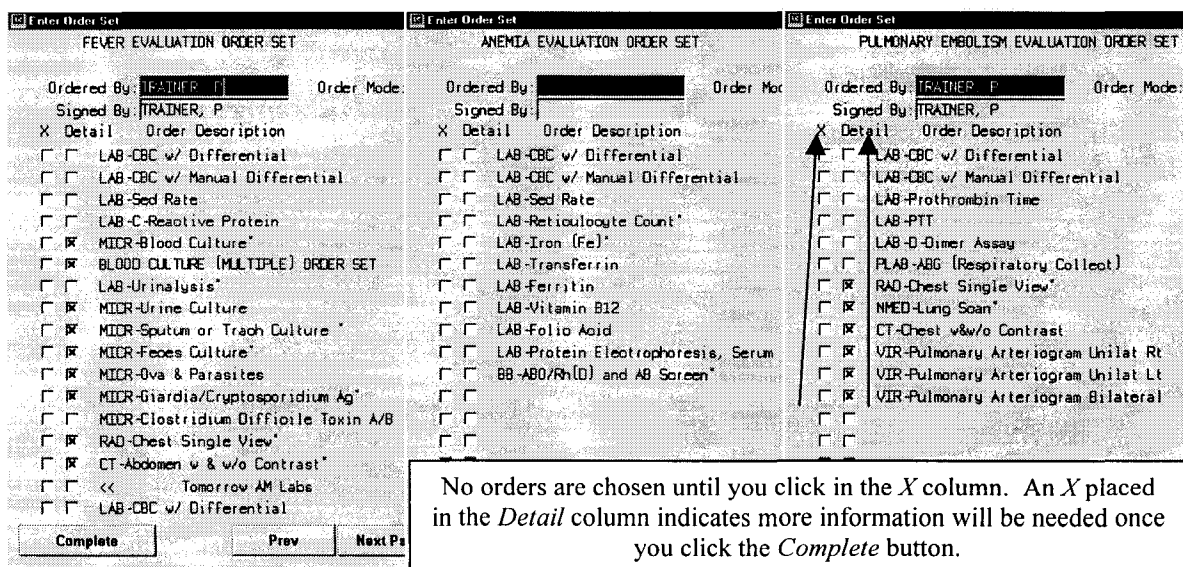 Enter Order Set
FEVER EVALUATION ORDER SET
Ordered By: TRAINER, P Order Mode:
Signed By: TRAINER, P
X Detail Order Description
LAB-CBC w/ Differential
LAB-CBC w/ Manual Differential
LAB-Sed Rate
LAB-C-Reactive Protein
MICR-Blood Culture*
BLOOD CULTURE (MULTIPLE) ORDER SET
LAB-Urinalysis*
MICR-Urine Culture
MICR-Sputum or Trach Culture *
MICR-Feces Culture*
MICR-Ova & Parasites
MICR-Giardia/Cryptosporidium Ag*
MICR-Clostridium Difficile Toxin A/B
RAD-Chest Single View*
CT-Abdomen w & w/o Contrast*
<< Tomorrow AM Labs
LAB-CBC w/ Differential
Complete Prev Next Pa
Enter Order Set
ANEMIA EVALUATION ORDER SET
Ordered By: Order Mod
Signed By:
X Detail Order Description
LAB-CBC w/ Differential
LAB-CBC w/ Manual Differential
LAB-Sed Rate
LAB-Reticulocyte Count*
LAB-Iron (Fe)*
LAB-Transferrin
LAB-Ferritin
LAB-Vitamin B12
LAB-Folic Acid
LAB-Protein Electrophoresis, Serum
BB-ABO/Rh(D) and AB Screen*
Enter Order Set
PULMONARY EMBOLISM EVALUATION ORDER SET
Ordered By: TRAINER, P Order Mode:
Signed By: TRAINER, P
X Detail Order Description
LAB-CBC w/ Differential
LAB-CBC w/ Manual Differential
LAB-Prothrombin Time
LAB-PTT
LAB-D-Dimer Assay
PLAB-ABG (Respiratory Collect)
RAD-Chest Single View*
NMED-Lung Scan*
CT-Chest w&w/o Contrast
VIR-Pulmonary Arteriogram Unilat Rt
VIR-Pulmonary Arteriogram Unilat Lt
VIR-Pulmonary Arteriogram Bilateral
No orders are chosen until you click in the X column. An X placed
in the Detail column indicates more information will be needed once
you click the Complete button.